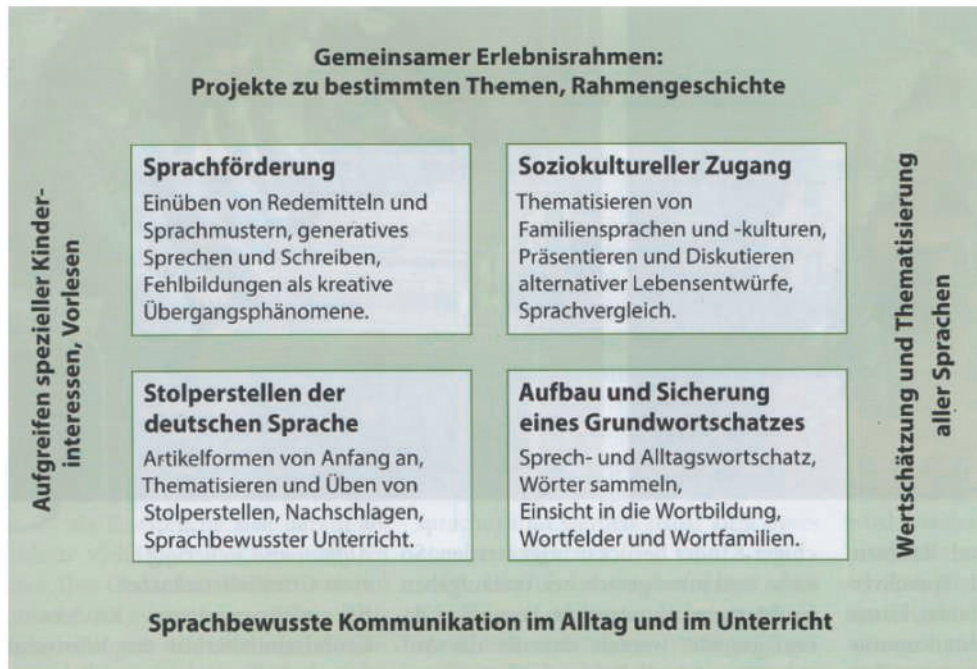 Gemeinsamer Erlebnisrahmen:
Projekte zu bestimmten Themen, Rahmengeschichte
Aufgreifen spezieller Kinder-
interessen, Vorlesen
Sprachförderung
Einüben von Redemitteln und
Sprachmustern, generatives
Sprechen und Schreiben,
Fehlbildungen als kreative
Übergangsphänomene.
Soziokultureller Zugang
Thematisieren von
Familiensprachen und -kulturen,
Präsentieren und Diskutieren
alternativer Lebensentwürfe,
Sprachvergleich.
Stolperstellen der
deutschen Sprache
Artikelformen von Anfang an,
Thematisieren und Üben von
Stolperstellen, Nachschlagen,
Sprachbewusster Unterricht.
Aufbau und Sicherung
eines Grundwortschatzes
Sprech- und Alltagswortschatz,
Wörter sammeln,
Einsicht in die Wortbildung,
Wortfelder und Wortfamilien.
Wertschätzung und Thematisierung
aller Sprachen
Sprachbewusste Kommunikation im Alltag und im Unterricht